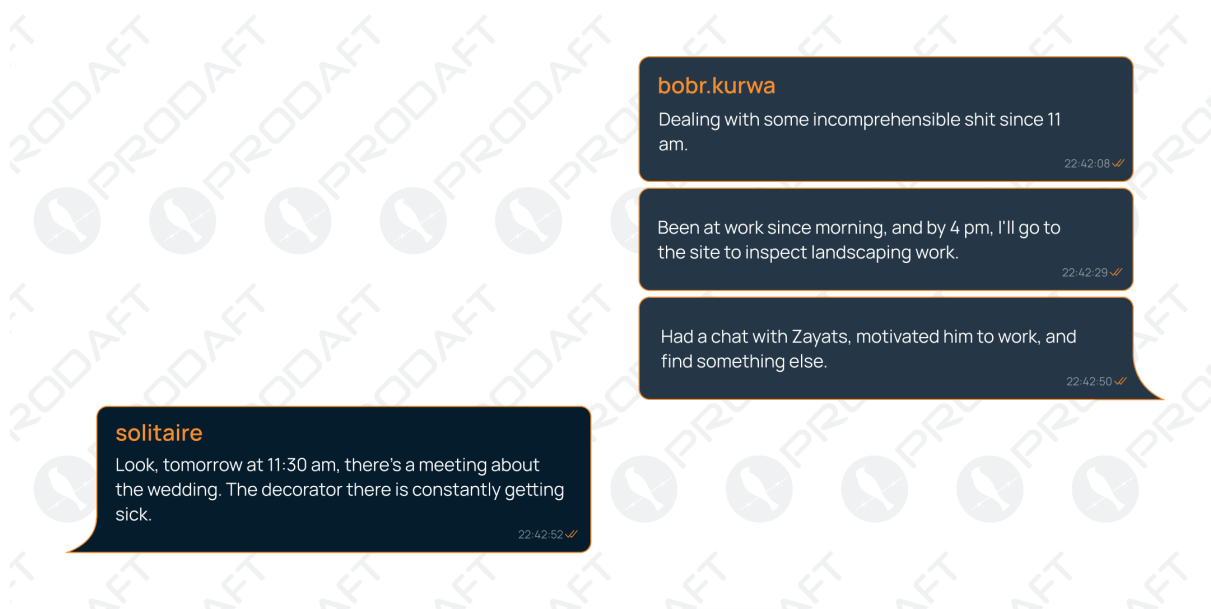 bobr.kurwa
Dealing with some incomprehensible shit since 11
am.
22:42:08
Been at work since morning, and by 4 pm, I'll go to
the site to inspect landscaping work.
22:42:29
Had a chat with Zayats, motivated him to work, and
find something else.
22:42:50
solitaire
Look, tomorrow at 11:30 am, there's a meeting about
the wedding. The decorator there is constantly getting
sick.
22:42:52
PRODAFT